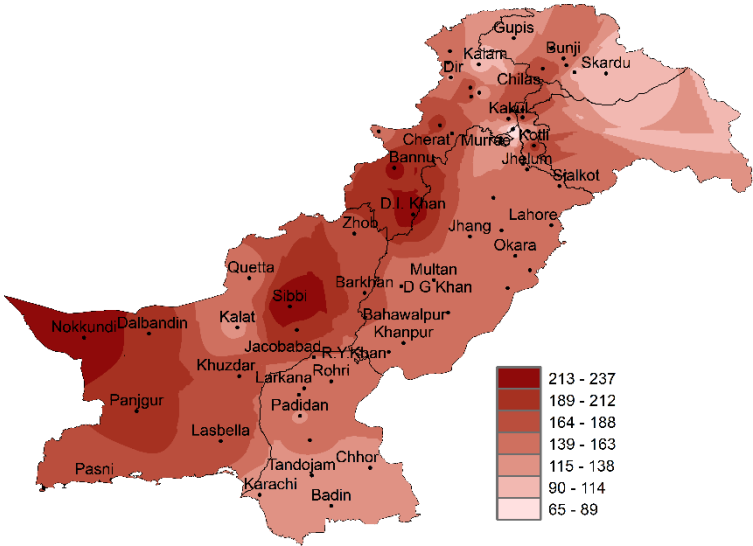 Gupis
Kalam
Bunji
Dir
Skardu
Chilas
Kakul
Cherat
Murree
Kotli
Bannu
Jhelum
Sialkot
D.I. Khan
Zhob
Jhang
Lahore
Okara
Quetta
Multan
Barkhan
D G Khan
Sibbi
Nokkundi
Dalbandin
Kalat
Bahawalpur
Khanpur
Jacobabad
R.Y.Khan
Khuzdar
Larkana
Rohri
Panjgur
Padidan
Lasbella
Pasni
Tandojam
Chhor
Karachi
Badin
213 - 237
189 - 212
164 - 188
139 - 163
115 - 138
90 - 114
65 - 89